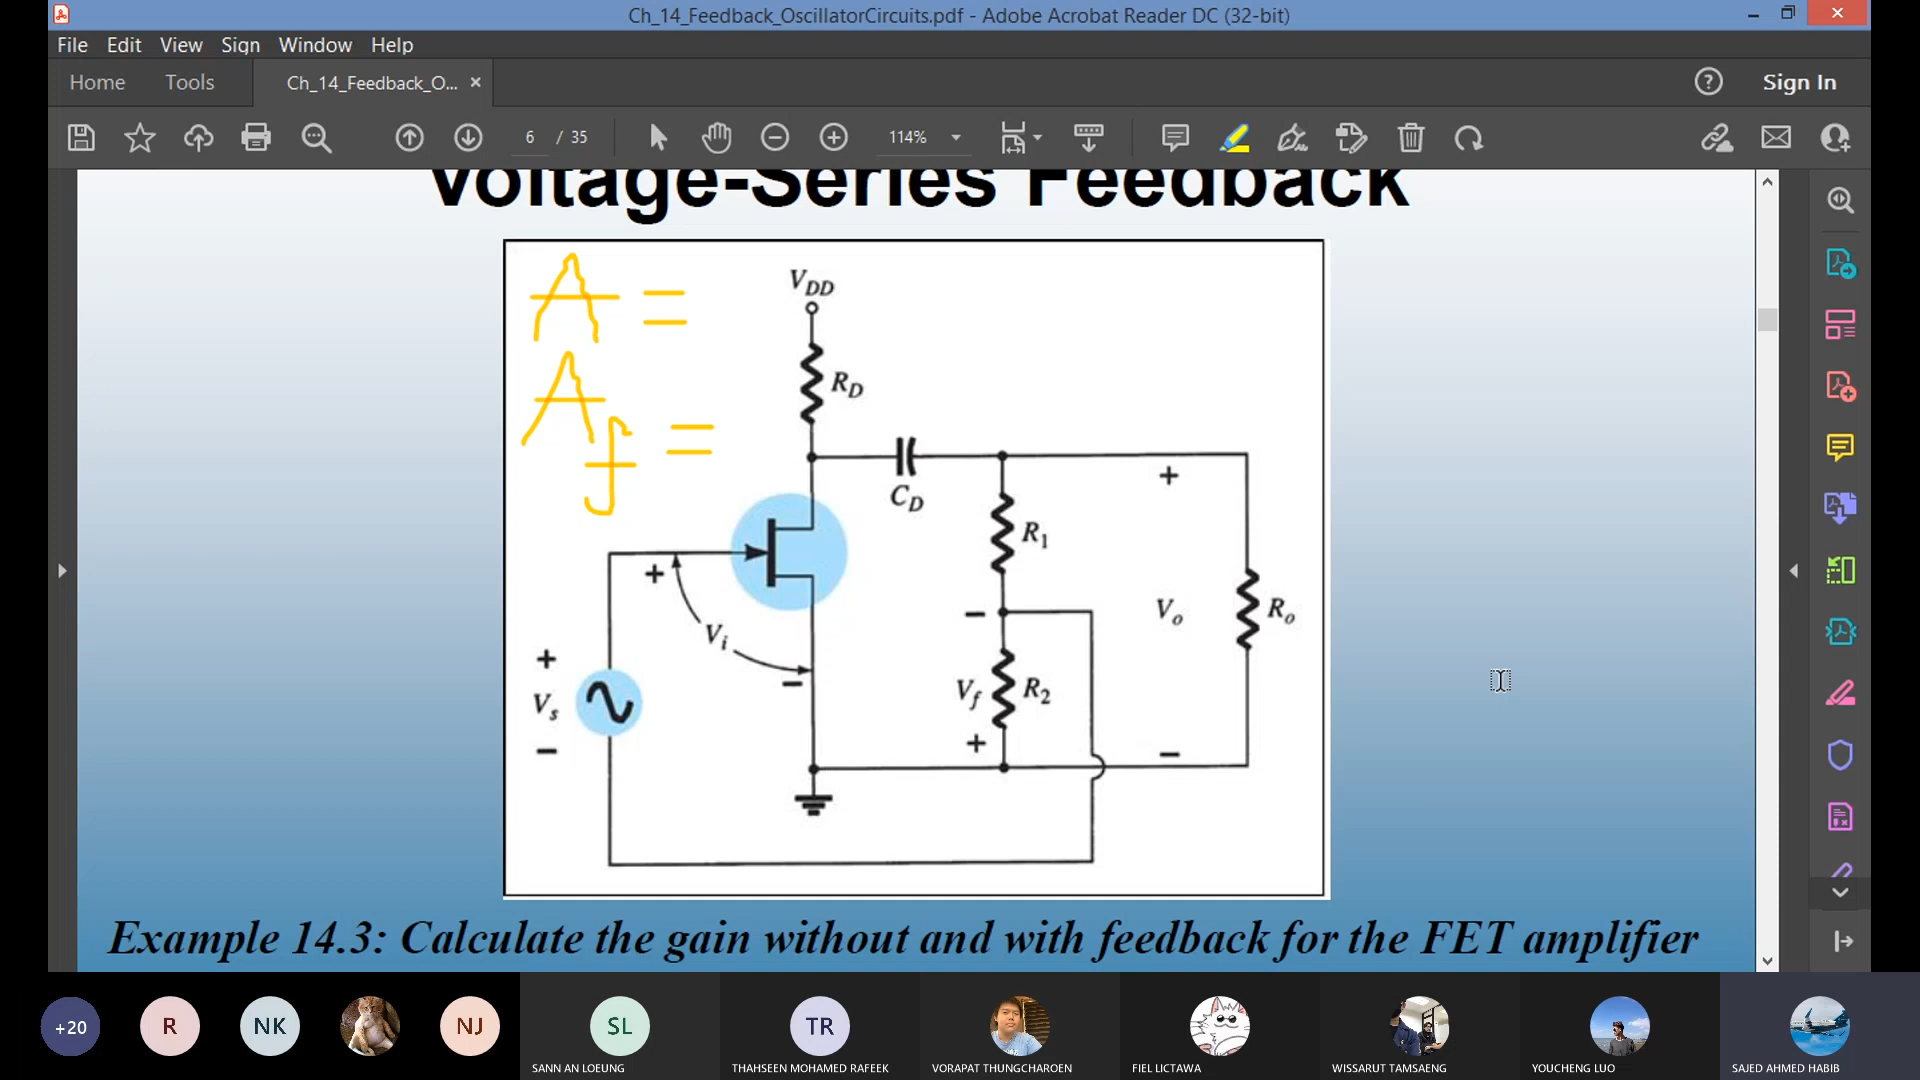 Ch_14_Feedback_OscillatorCircuits.pdf - Adobe Acrobat Reader DC (32-bit)
File Edit View Sign Window Help
Home Tools Ch_14_Feedback_O... Sign In
6 / 35 114%
Voltage-Series Feedback
A =
Af =
VDD
RD
CD
R1
+
+
Vi
−
−
Vo
Ro
+
Vs
−
Vf
R2
+
−
Example 14.3: Calculate the gain without and with feedback for the FET amplifier
+20 R NK NJ SL TR
SANN AN LOEUNG THAHSEEN MOHAMED RAFEEK VORAPAT THUNGCHAROEN FIEL LICTAWA WISSARUT TAMSAENG YOUCHENG LUO SAJED AHMED HABIB